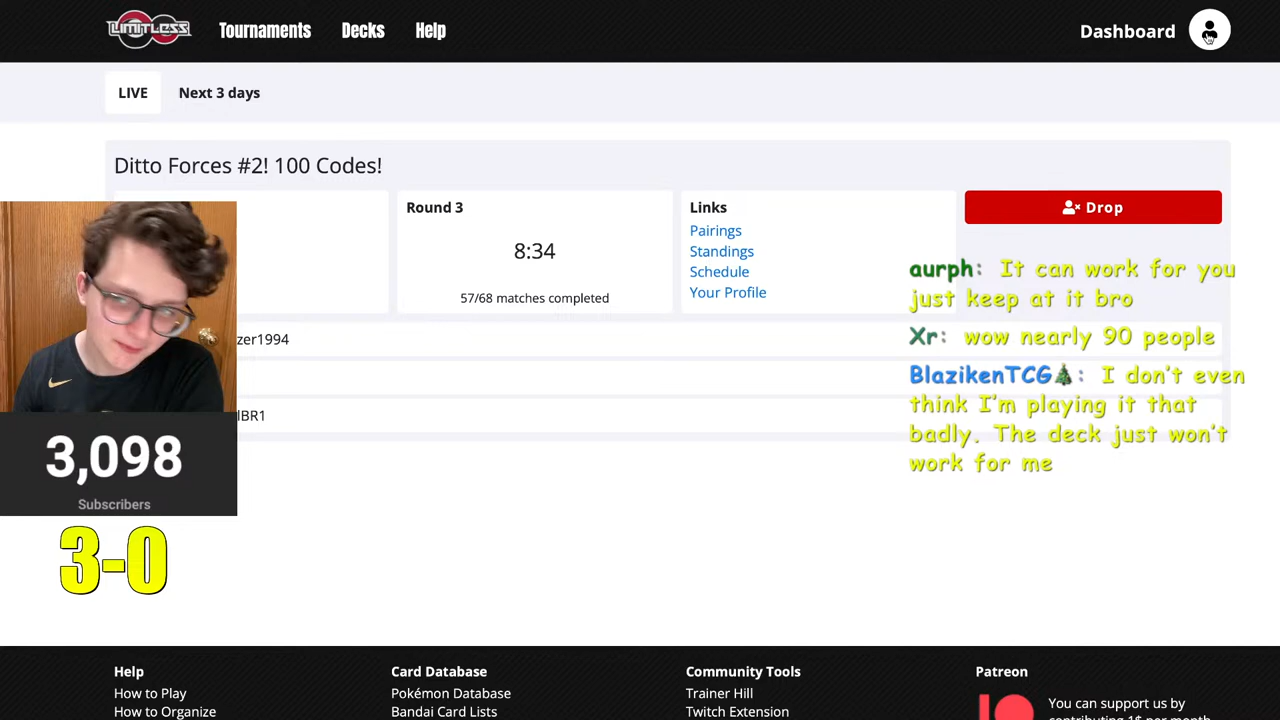 LIMITLESS
Tournaments
Decks
Help
Dashboard
LIVE
Next 3 days
Ditto Forces #2! 100 Codes!
Round 3
8:34
57/68 matches completed
Links
Pairings
Standings
Schedule
Your Profile
Drop
zer1994
IBR1
aurph: It can work for you
just keep at it bro
Xr: wow nearly 90 people
BlazikenTCG🎄: I don't even
think I'm playing it that
badly. The deck just won't
work for me
3,098
Subscribers
3-0
Help
How to Play
How to Organize
Card Database
Pokémon Database
Bandai Card Lists
Community Tools
Trainer Hill
Twitch Extension
Patreon
You can support us by
contributing 1$ per month